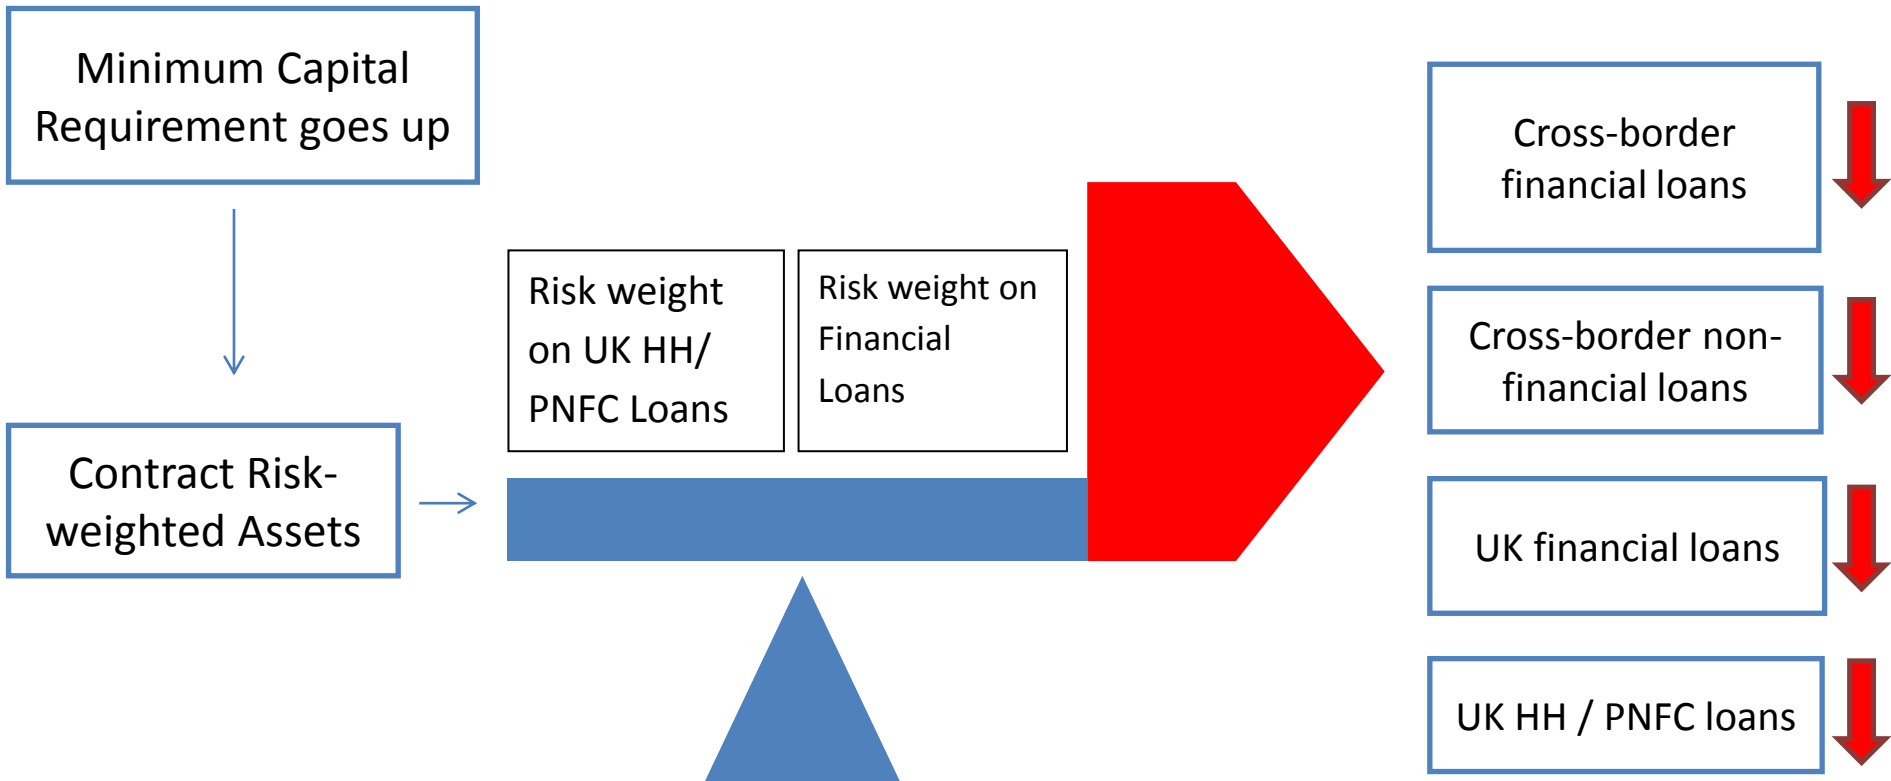 Minimum Capital
Requirement goes up
Contract Risk-
weighted Assets
Risk weight
on UK HH/
PNFC Loans
Risk weight on
Financial
Loans
Cross-border
financial loans
Cross-border non-
financial loans
UK financial loans
UK HH / PNFC loans